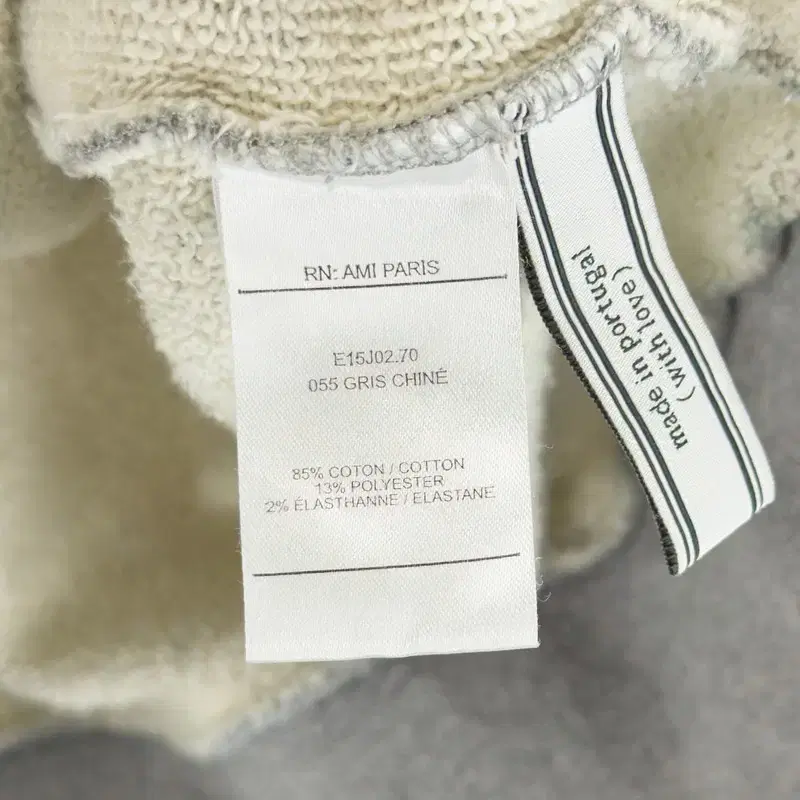 RN: AMI PARIS
E15J02.70
055 GRIS CHINÉ
85% COTON / COTTON
13% POLYESTER
2% ÉLASTHANNE / ELASTANE
made in portugal
(with love)